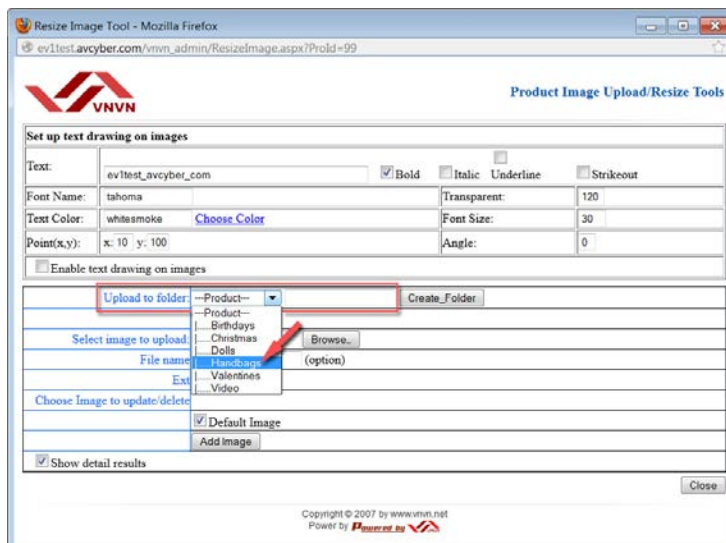 Resize Image Tool - Mozilla Firefox
ev1test.avcyber.com/vnvn_admin/ResizeImage.aspx?ProId=99
VNVN
Product Image Upload/Resize Tools
Set up text drawing on images
Text: ev1test_avcyber_com Bold Italic Underline Strikeout
Font Name: tahoma Transparent: 120
Text Color: whitesmoke Choose Color Font Size: 30
Point(x,y): x: 10 y: 100 Angle: 0
Enable text drawing on images
Upload to folder: ---Product--- Create_Folder
---Product---
|.....Birthdays
|.....Christmas
|.....Dolls
|.....Handbags
|.....Valentines
|.....Video
Select image to upload: Browse..
File name (option)
Ext
Choose Image to update/delete
Default Image
Add Image
Show detail results
Close
Copyright © 2007 by www.vnvn.net
Power by Powered by